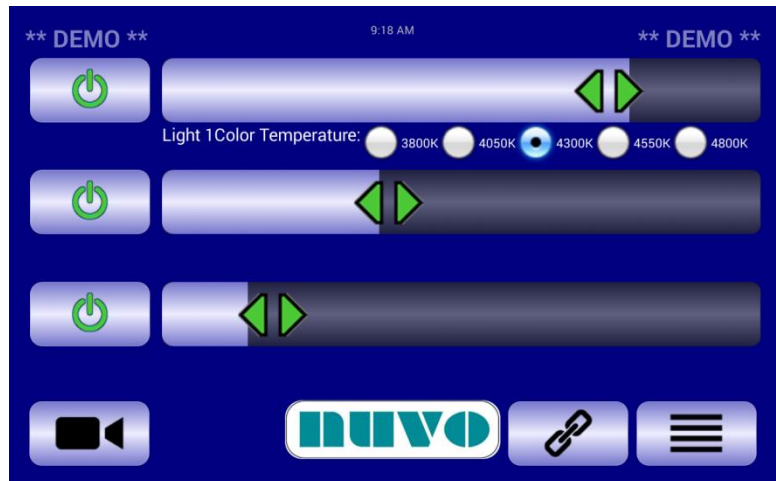 9:18 AM
** DEMO **
** DEMO **
Light 1Color Temperature: 3800K 4050K 4300K 4550K 4800K
nuvo